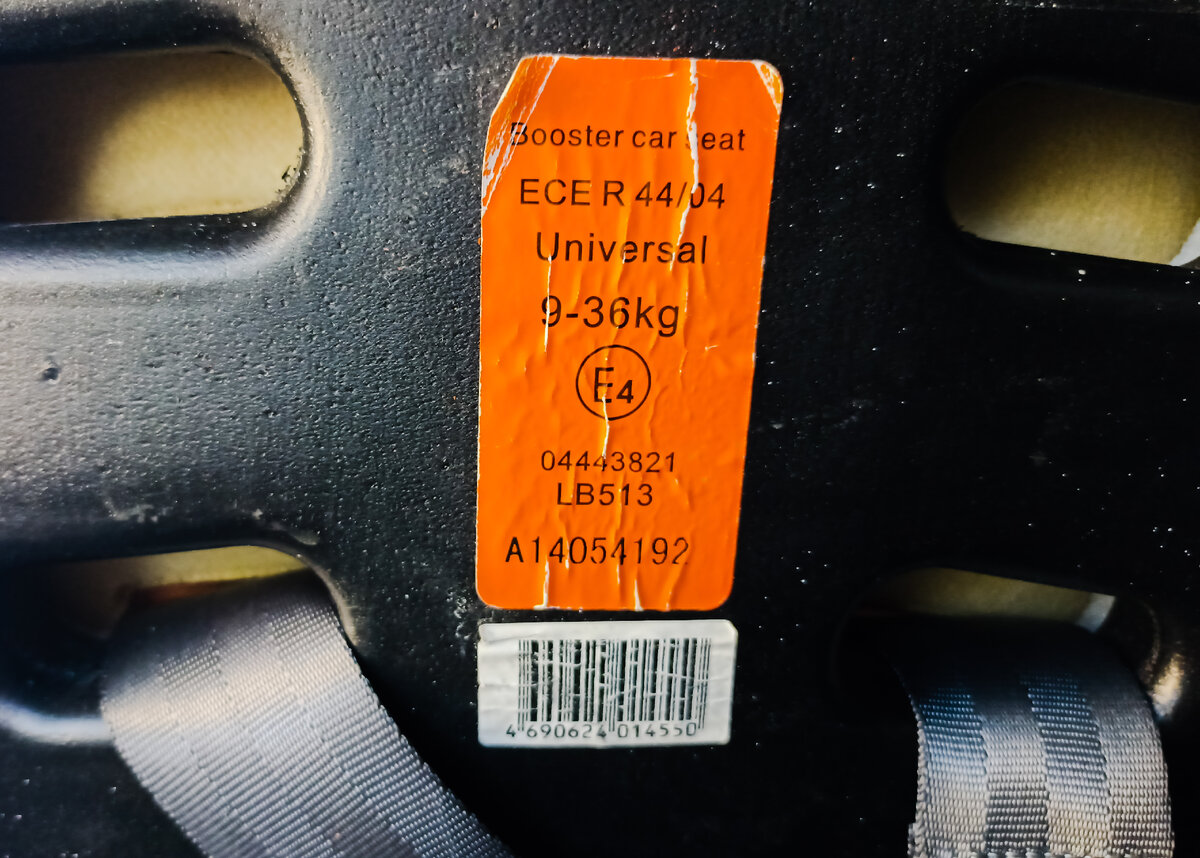 Booster car seat
ECE R 44/04
Universal
9-36kg
E4
04443821
LB513
A14054192
4 690624 014550